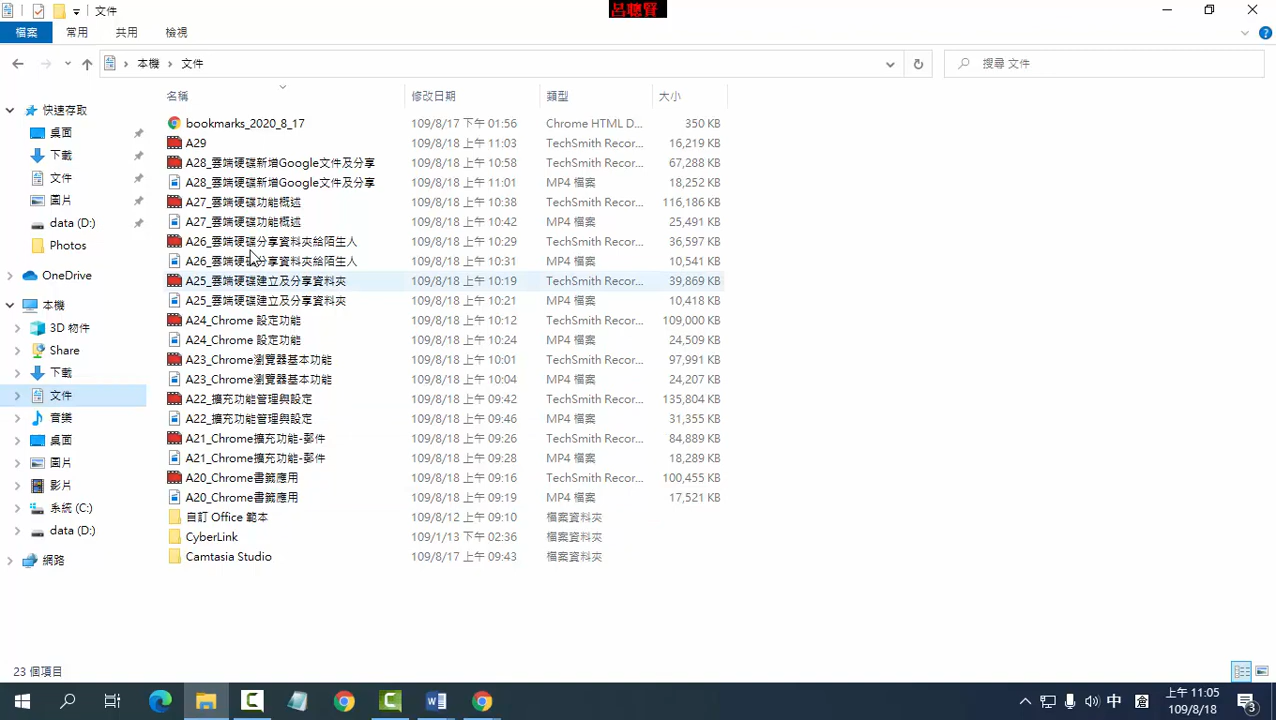 文件
呂聰賢
檔案 常用 共用 檢視
本機 文件 搜尋 文件
名稱 修改日期 類型 大小
快速存取
桌面
下載
文件
圖片
data (D:)
Photos
OneDrive
本機
3D 物件
Share
下載
文件
音樂
桌面
圖片
影片
系統 (C:)
data (D:)
網路
bookmarks_2020_8_17 109/8/17 下午 01:56 Chrome HTML D... 350 KB
A29 109/8/18 上午 11:03 TechSmith Recor... 16,219 KB
A28_雲端硬碟新增Google文件及分享 109/8/18 上午 10:58 TechSmith Recor... 67,288 KB
A28_雲端硬碟新增Google文件及分享 109/8/18 上午 11:01 MP4 檔案 18,252 KB
A27_雲端硬碟功能概述 109/8/18 上午 10:38 TechSmith Recor... 116,186 KB
A27_雲端硬碟功能概述 109/8/18 上午 10:42 MP4 檔案 25,491 KB
A26_雲端硬碟分享資料夾給陌生人 109/8/18 上午 10:29 TechSmith Recor... 36,597 KB
A26_雲端硬碟分享資料夾給陌生人 109/8/18 上午 10:31 MP4 檔案 10,541 KB
A25_雲端硬碟建立及分享資料夾 109/8/18 上午 10:19 TechSmith Recor... 39,869 KB
A25_雲端硬碟建立及分享資料夾 109/8/18 上午 10:21 MP4 檔案 10,418 KB
A24_Chrome 設定功能 109/8/18 上午 10:12 TechSmith Recor... 109,000 KB
A24_Chrome 設定功能 109/8/18 上午 10:24 MP4 檔案 24,509 KB
A23_Chrome瀏覽器基本功能 109/8/18 上午 10:01 TechSmith Recor... 97,991 KB
A23_Chrome瀏覽器基本功能 109/8/18 上午 10:04 MP4 檔案 24,207 KB
A22_擴充功能管理與設定 109/8/18 上午 09:42 TechSmith Recor... 135,804 KB
A22_擴充功能管理與設定 109/8/18 上午 09:46 MP4 檔案 31,355 KB
A21_Chrome擴充功能-郵件 109/8/18 上午 09:26 TechSmith Recor... 84,889 KB
A21_Chrome擴充功能-郵件 109/8/18 上午 09:28 MP4 檔案 18,289 KB
A20_Chrome書籤應用 109/8/18 上午 09:16 TechSmith Recor... 100,455 KB
A20_Chrome書籤應用 109/8/18 上午 09:19 MP4 檔案 17,521 KB
自訂 Office 範本 109/8/12 上午 09:10 檔案資料夾
CyberLink 109/1/13 下午 02:36 檔案資料夾
Camtasia Studio 109/8/17 上午 09:43 檔案資料夾
23 個項目
中 上午 11:05
109/8/18
3